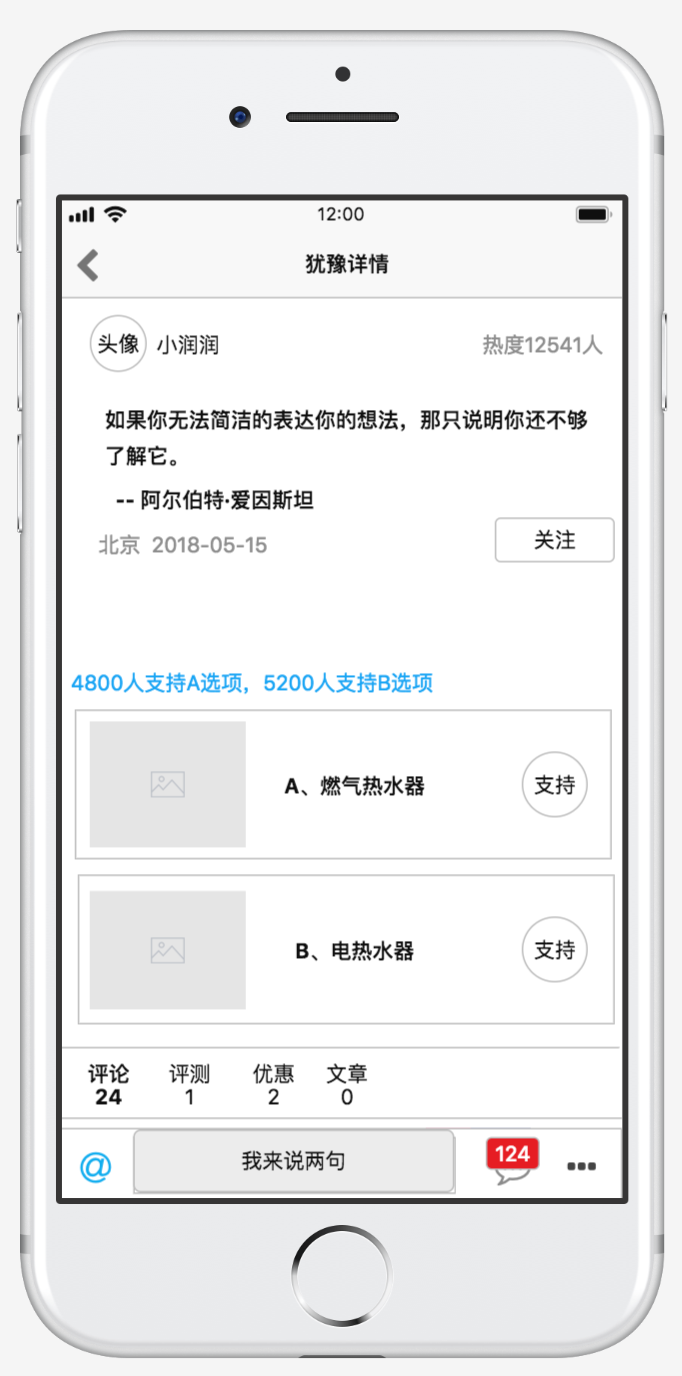 12:00
犹豫详情
头像 小润润 热度12541人
如果你无法简洁的表达你的想法，那只说明你还不够
了解它。
-- 阿尔伯特·爱因斯坦
北京 2018-05-15 关注
4800人支持A选项，5200人支持B选项
A、燃气热水器 支持
B、电热水器 支持
评论 评测 优惠 文章
24 1 2 0
@ 我来说两句 124